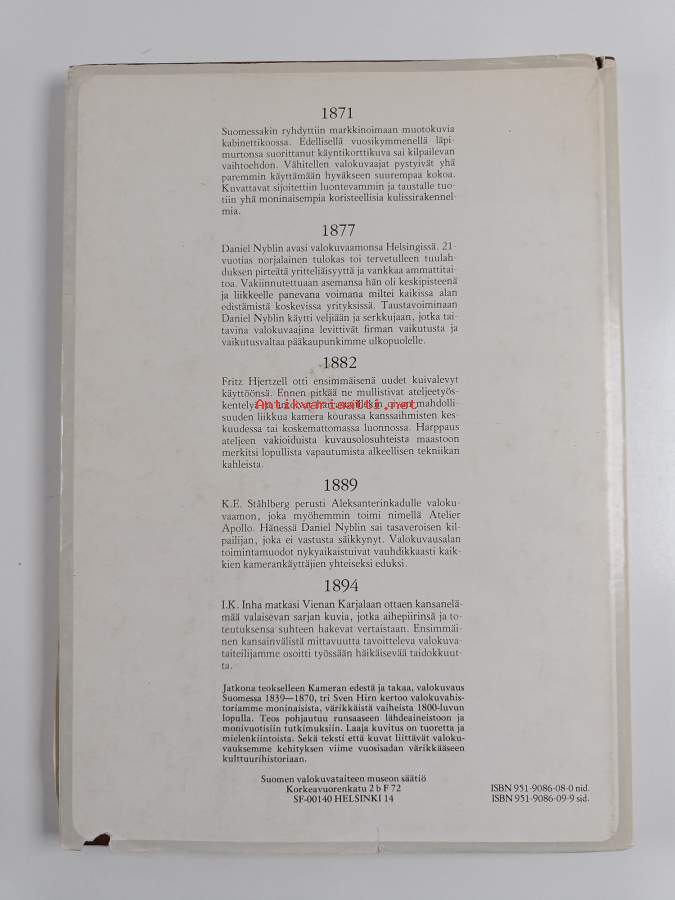 1871
Suomessakin ryhdyttiin markkinoimaan muotokuvia
kabinettikoossa. Edellisellä vuosikymmenellä läpi-
murtonsa suorittanut käyntikorttikuva sai kilpailevan
vaihtoehdon. Vähitellen valokuvaajat pystyivät yhä
paremmin käyttämään hyväkseen suurempaa kokoa.
Kuvattavat sijoitettiin luontevammin ja taustalle tuo-
tiin yhä moninaisempia koristeellisia kulissirakennel-
mia.
1877
Daniel Nyblin avasi valokuvaamonsa Helsingissä. 21-
vuotias norjalainen tulokas toi tervetulleen tuulah-
duksen pirteätä yritteliäisyyttä ja vankkaa ammattitai-
toa. Vakiinnutettuaan asemansa hän oli keskipisteenä
ja liikkeelle panevana voimana miltei kaikissa alan
edistämistä koskevissa yrityksissä. Taustavoiminaan
Daniel Nyblin käytti veljiään ja serkkujaan, jotka tai-
tavina valokuvaajina levittivät firman vaikutusta ja
vaikutusvaltaa pääkaupunkimme ulkopuolelle.
1882
Fritz Hjertzell otti ensimmäisenä uudet kuivalevyt
käyttöönsä. Ennen pitkää ne mullistivat ateljeetyös-
Antikvariaatti.net
kentelyä
suuden liikkua kamera kourassa kanssaihmisten kes-
kuudessa tai koskemattomassa luonnossa. Harppaus
ateljeen vakioiduista kuvausolosuhteista maastoon
merkitsi lopullista vapautumista alkeellisen tekniikan
kahleista.
1889
K.E. Ståhlberg perusti Aleksanterinkadulle valoku-
vaamon, joka myöhemmin toimi nimellä Atelier
Apollo. Hänessä Daniel Nyblin sai tasaveroisen kil-
pailijan, joka ei vastusta säikkynyt. Valokuvausalan
toimintamuodot nykyaikaistuivat vauhdikkaasti kaik-
kien kamerankäyttäjien yhteiseksi eduksi.
1894
I.K. Inha matkasi Vienan Karjalaan ottaen kansanelä-
mää valaisevan sarjan kuvia, jotka aihepiirinsä ja to-
teutuksensa suhteen hakevat vertaistaan. Ensimmäi-
nen kansainvälistä mittavuutta tavoitteleva valokuva-
taiteilijamme osoitti työssään häikäisevää taidokkuut-
ta.
Jatkona teokselleen Kameran edestä ja takaa, valokuvaus
Suomessa 1839—1870, tri Sven Hirn kertoo valokuvahis-
toriamme moninaisista, värikkäistä vaiheista 1800-luvun
lopulla. Teos pohjautuu runsaaseen lähdeaineistoon ja
monivuotisiin tutkimuksiin. Laaja kuvitus on tuoretta ja
mielenkiintoista. Sekä teksti että kuvat liittävät valoku-
vauksemme kehityksen viime vuosisadan värikkääseen
kulttuurihistoriaan.
Suomen valokuvataiteen museon säätiö
Korkeavuorenkatu 2 b F 72
SF-00140 HELSINKI 14
ISBN 951-9086-08-0 nid.
ISBN 951-9086-09-9 sid.